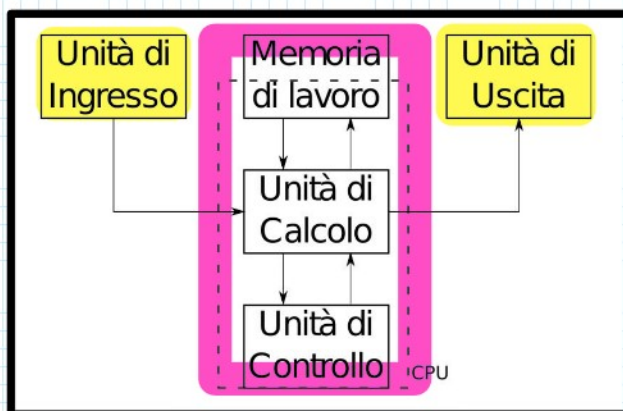 Unità di
Ingresso
Memoria
di lavoro
Unità di
Uscita
Unità di
Calcolo
Unità di
Controllo
CPU